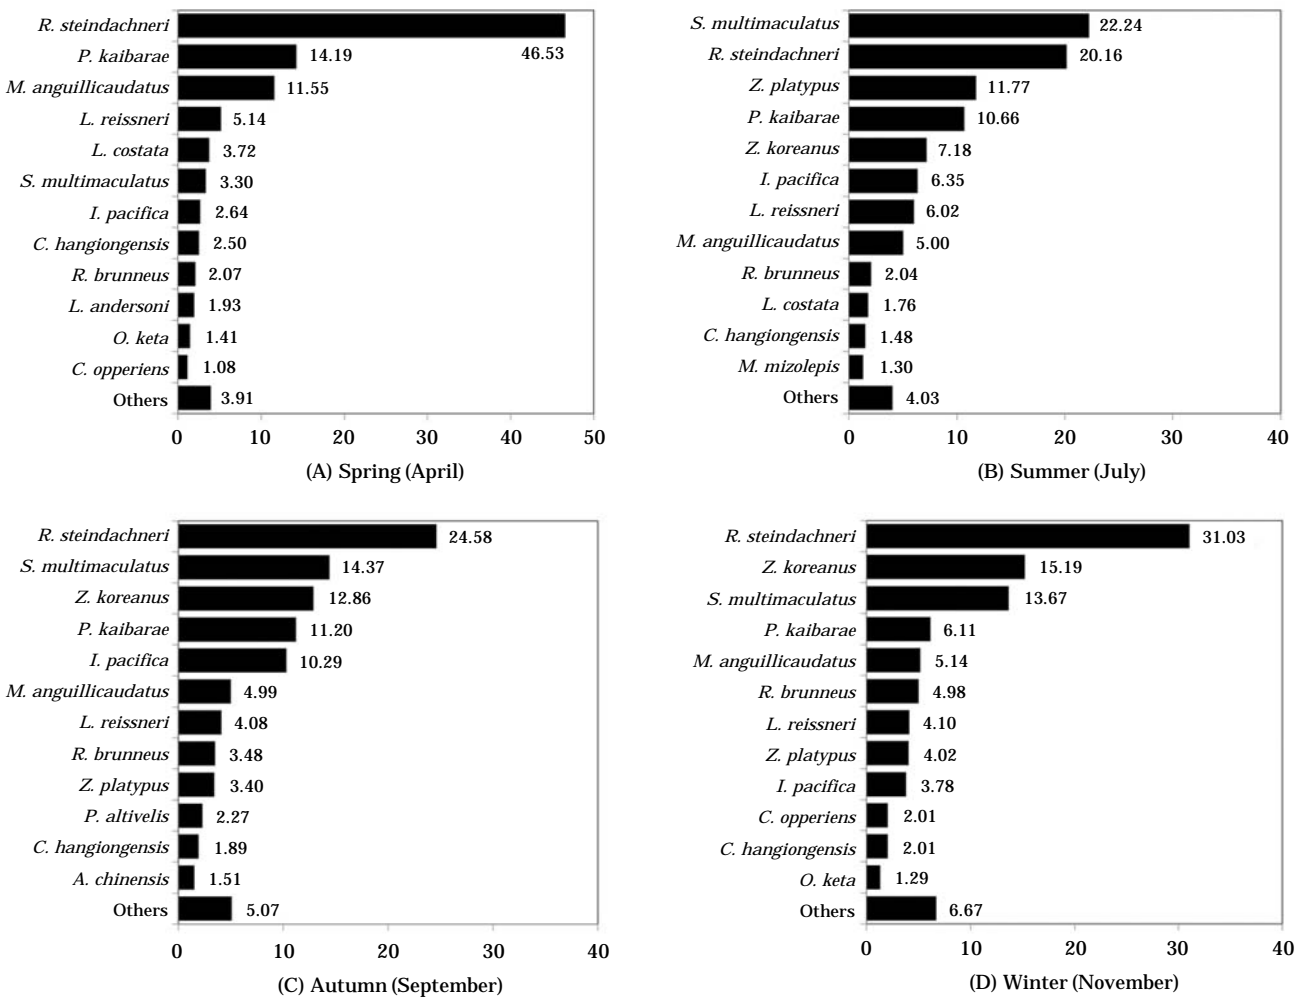 R. steindachneri 46.53
P. kaibarae 14.19
M. anguillicaudatus 11.55
L. reissneri 5.14
L. costata 3.72
S. multimaculatus 3.30
I. pacifica 2.64
C. hangiongensis 2.50
R. brunneus 2.07
L. andersoni 1.93
O. keta 1.41
C. opperiens 1.08
Others 3.91
0 10 20 30 40 50
(A) Spring (April)
S. multimaculatus 22.24
R. steindachneri 20.16
Z. platypus 11.77
P. kaibarae 10.66
Z. koreanus 7.18
I. pacifica 6.35
L. reissneri 6.02
M. anguillicaudatus 5.00
R. brunneus 2.04
L. costata 1.76
C. hangiongensis 1.48
M. mizolepis 1.30
Others 4.03
0 10 20 30 40
(B) Summer (July)
R. steindachneri 24.58
S. multimaculatus 14.37
Z. koreanus 12.86
P. kaibarae 11.20
I. pacifica 10.29
M. anguillicaudatus 4.99
L. reissneri 4.08
R. brunneus 3.48
Z. platypus 3.40
P. altivelis 2.27
C. hangiongensis 1.89
A. chinensis 1.51
Others 5.07
0 10 20 30 40
(C) Autumn (September)
R. steindachneri 31.03
Z. koreanus 15.19
S. multimaculatus 13.67
P. kaibarae 6.11
M. anguillicaudatus 5.14
R. brunneus 4.98
L. reissneri 4.10
Z. platypus 4.02
I. pacifica 3.78
C. opperiens 2.01
C. hangiongensis 2.01
O. keta 1.29
Others 6.67
0 10 20 30 40
(D) Winter (November)